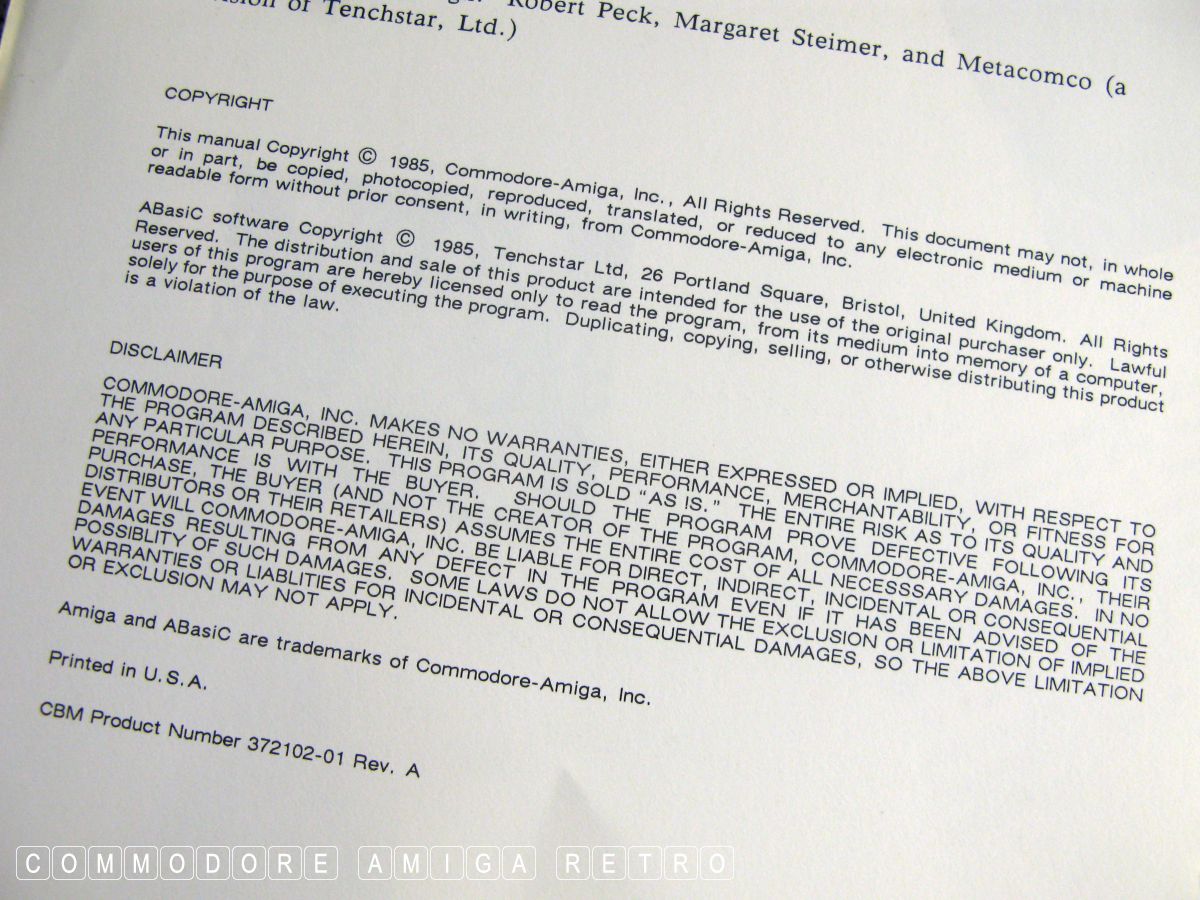 Robert Peck, Margaret Steimer, and Metacomco (a
of Tenchstar, Ltd.)
COPYRIGHT
This manual Copyright © 1985, Commodore-Amiga, Inc., All Rights Reserved. This document may not, in whole
or in part, be copied, photocopied, reproduced, translated, or reduced to any electronic medium or machine
readable form without prior consent, in writing, from Commodore-Amiga, Inc.
ABasiC software Copyright © 1985, Tenchstar Ltd, 26 Portland Square, Bristol, United Kingdom. All Rights
Reserved. The distribution and sale of this product are intended for the use of the original purchaser only. Lawful
users of this program are hereby licensed only to read the program, from its medium into memory of a computer,
solely for the purpose of executing the program. Duplicating, copying, selling, or otherwise distributing this product
is a violation of the law.
DISCLAIMER
COMMODORE-AMIGA, INC. MAKES NO WARRANTIES, EITHER EXPRESSED OR IMPLIED, WITH RESPECT TO
THE PROGRAM DESCRIBED HEREIN, ITS QUALITY, PERFORMANCE, MERCHANTABILITY, OR FITNESS FOR
ANY PARTICULAR PURPOSE. THIS PROGRAM IS SOLD "AS IS." THE ENTIRE RISK AS TO ITS QUALITY AND
PERFORMANCE IS WITH THE BUYER. SHOULD THE PROGRAM PROVE DEFECTIVE FOLLOWING ITS
PURCHASE, THE BUYER (AND NOT THE CREATOR OF THE PROGRAM, COMMODORE-AMIGA, INC., THEIR
DISTRIBUTORS OR THEIR RETAILERS) ASSUMES THE ENTIRE COST OF ALL NECESSSARY DAMAGES. IN NO
EVENT WILL COMMODORE-AMIGA, INC. BE LIABLE FOR DIRECT, INDIRECT, INCIDENTAL OR CONSEQUENTIAL
DAMAGES RESULTING FROM ANY DEFECT IN THE PROGRAM EVEN IF IT HAS BEEN ADVISED OF THE
POSSIBLITY OF SUCH DAMAGES. SOME LAWS DO NOT ALLOW THE EXCLUSION OR LIMITATION OF IMPLIED
WARRANTIES OR LIABLITIES FOR INCIDENTAL OR CONSEQUENTIAL DAMAGES, SO THE ABOVE LIMITATION
OR EXCLUSION MAY NOT APPLY.
Amiga and ABasiC are trademarks of Commodore-Amiga, Inc.
Printed in U.S.A.
CBM Product Number 372102-01 Rev. A
COMMODORE AMIGA RETRO